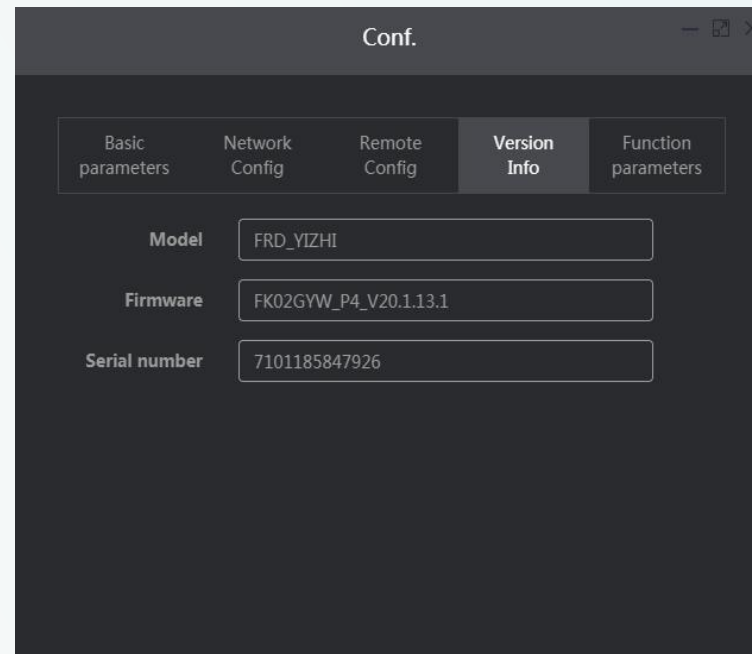 Conf.
Basic parameters
Network Config
Remote Config
Version Info
Function parameters
Model FRD_YIZHI
Firmware FK02GYW_P4_V20.1.13.1
Serial number 7101185847926